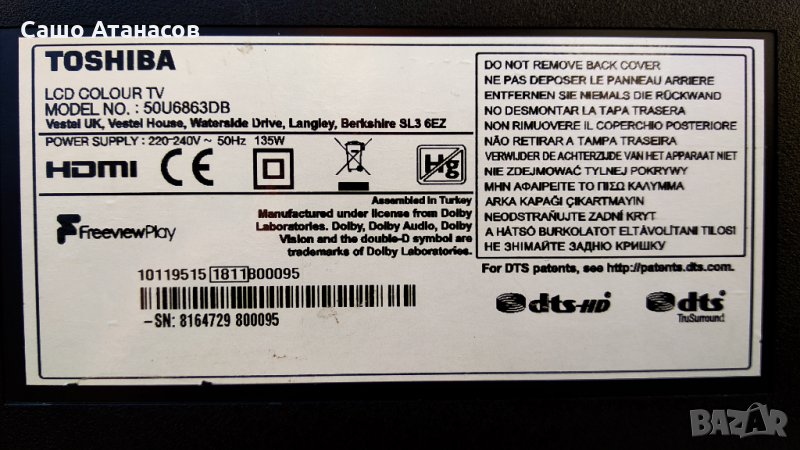 Сашо Атанасов
TOSHIBA
LCD COLOUR TV
MODEL NO. : 50U6863DB
Vestel UK, Vestel House, Waterside Drive, Langley, Berkshire SL3 6EZ
POWER SUPPLY : 220-240V ~ 50Hz 135W
HDMI CE Hg
Assembled in Turkey
Manufactured under license from Dolby
Laboratories. Dolby, Dolby Audio, Dolby
Vision and the double-D symbol are
trademarks of Dolby Laboratories.
FreeviewPlay
10119515 1811 800095
-SN: 8164729 800095
DO NOT REMOVE BACK COVER
NE PAS DEPOSER LE PANNEAU ARRIERE
ENTFERNEN SIE NIEMALS DIE RÜCKWAND
NO DESMONTAR LA TAPA TRASERA
NON RIMUOVERE IL COPERCHIO POSTERIORE
NÃO RETIRAR A TAMPA TRASEIRA
VERWIJDER DE ACHTERZIJDE VAN HET APPARAAT NIET
NIE ZDEJMOWAĆ TYLNEJ POKRYWY
ΜΗΝ ΑΦΑΙΡΕΙΤΕ ΤΟ ΠΙΣΩ ΚΑΛΥΜΜΑ
ARKA KAPAĞI ÇIKARTMAYIN
NEODSTRAŇUJTE ZADNÍ KRYT
A HÁTSÓ BURKOLATOT ELTÁVOLÍTANI TILOS!
НЕ ЗНІМАЙТЕ ЗАДНЮ КРИШКУ
For DTS patents, see http://patents.dts.com.
dts-HD
dts
TruSurround
BAZAR